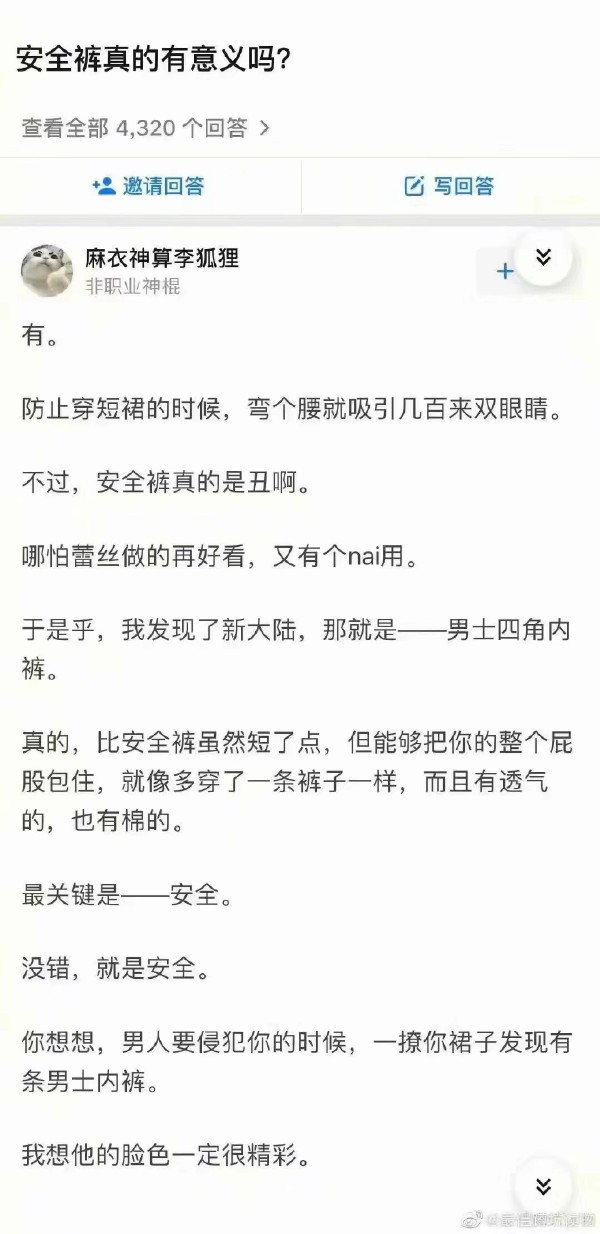 安全裤真的有意义吗?
查看全部 4,320 个回答 >
邀请回答
写回答
麻衣神算李狐狸
非职业神棍
有。
防止穿短裙的时候，弯个腰就吸引几百来双眼睛。
不过，安全裤真的是丑啊。
哪怕蕾丝做的再好看，又有个nai用。
于是乎，我发现了新大陆，那就是——男士四角内
裤。
真的，比安全裤虽然短了点，但能够把你的整个屁
股包住，就像多穿了一条裤子一样，而且有透气
的，也有棉的。
最关键是——安全。
没错，就是安全。
你想想，男人要侵犯你的时候，一撩你裙子发现有
条男士内裤。
我想他的脸色一定很精彩。